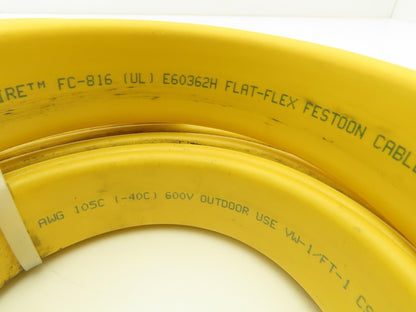 IRE™ FC-816 (UL) E60362H FLAT-FLEX FESTOON CABLE
AWG 105C (-40C) 600V OUTDOOR USE VW-1/FT-1 CS